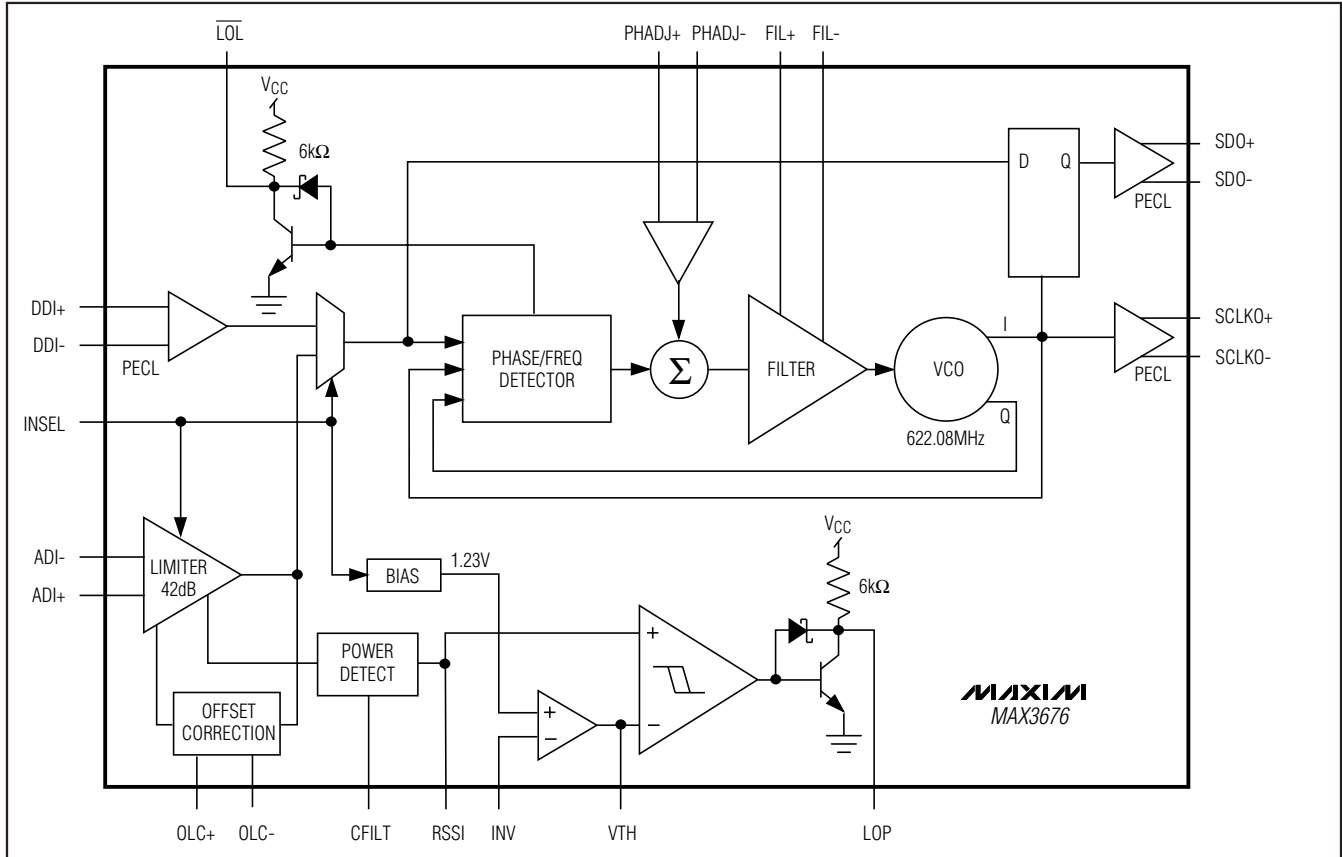 LOL
PHADJ+ PHADJ- FIL+ FIL-
VCC
6kΩ
D Q
SDO+
SDO-
PECL
DDI+
DDI-
PECL
PHASE/FREQ
DETECTOR
Σ
FILTER
VCO
I
Q
622.08MHz
SCLKO+
SCLKO-
PECL
INSEL
ADI-
ADI+
LIMITER
42dB
BIAS
1.23V
VCC
6kΩ
POWER
DETECT
+
−
+
−
OFFSET
CORRECTION
MAXIM
MAX3676
OLC+ OLC- CFILT RSSI INV VTH LOP